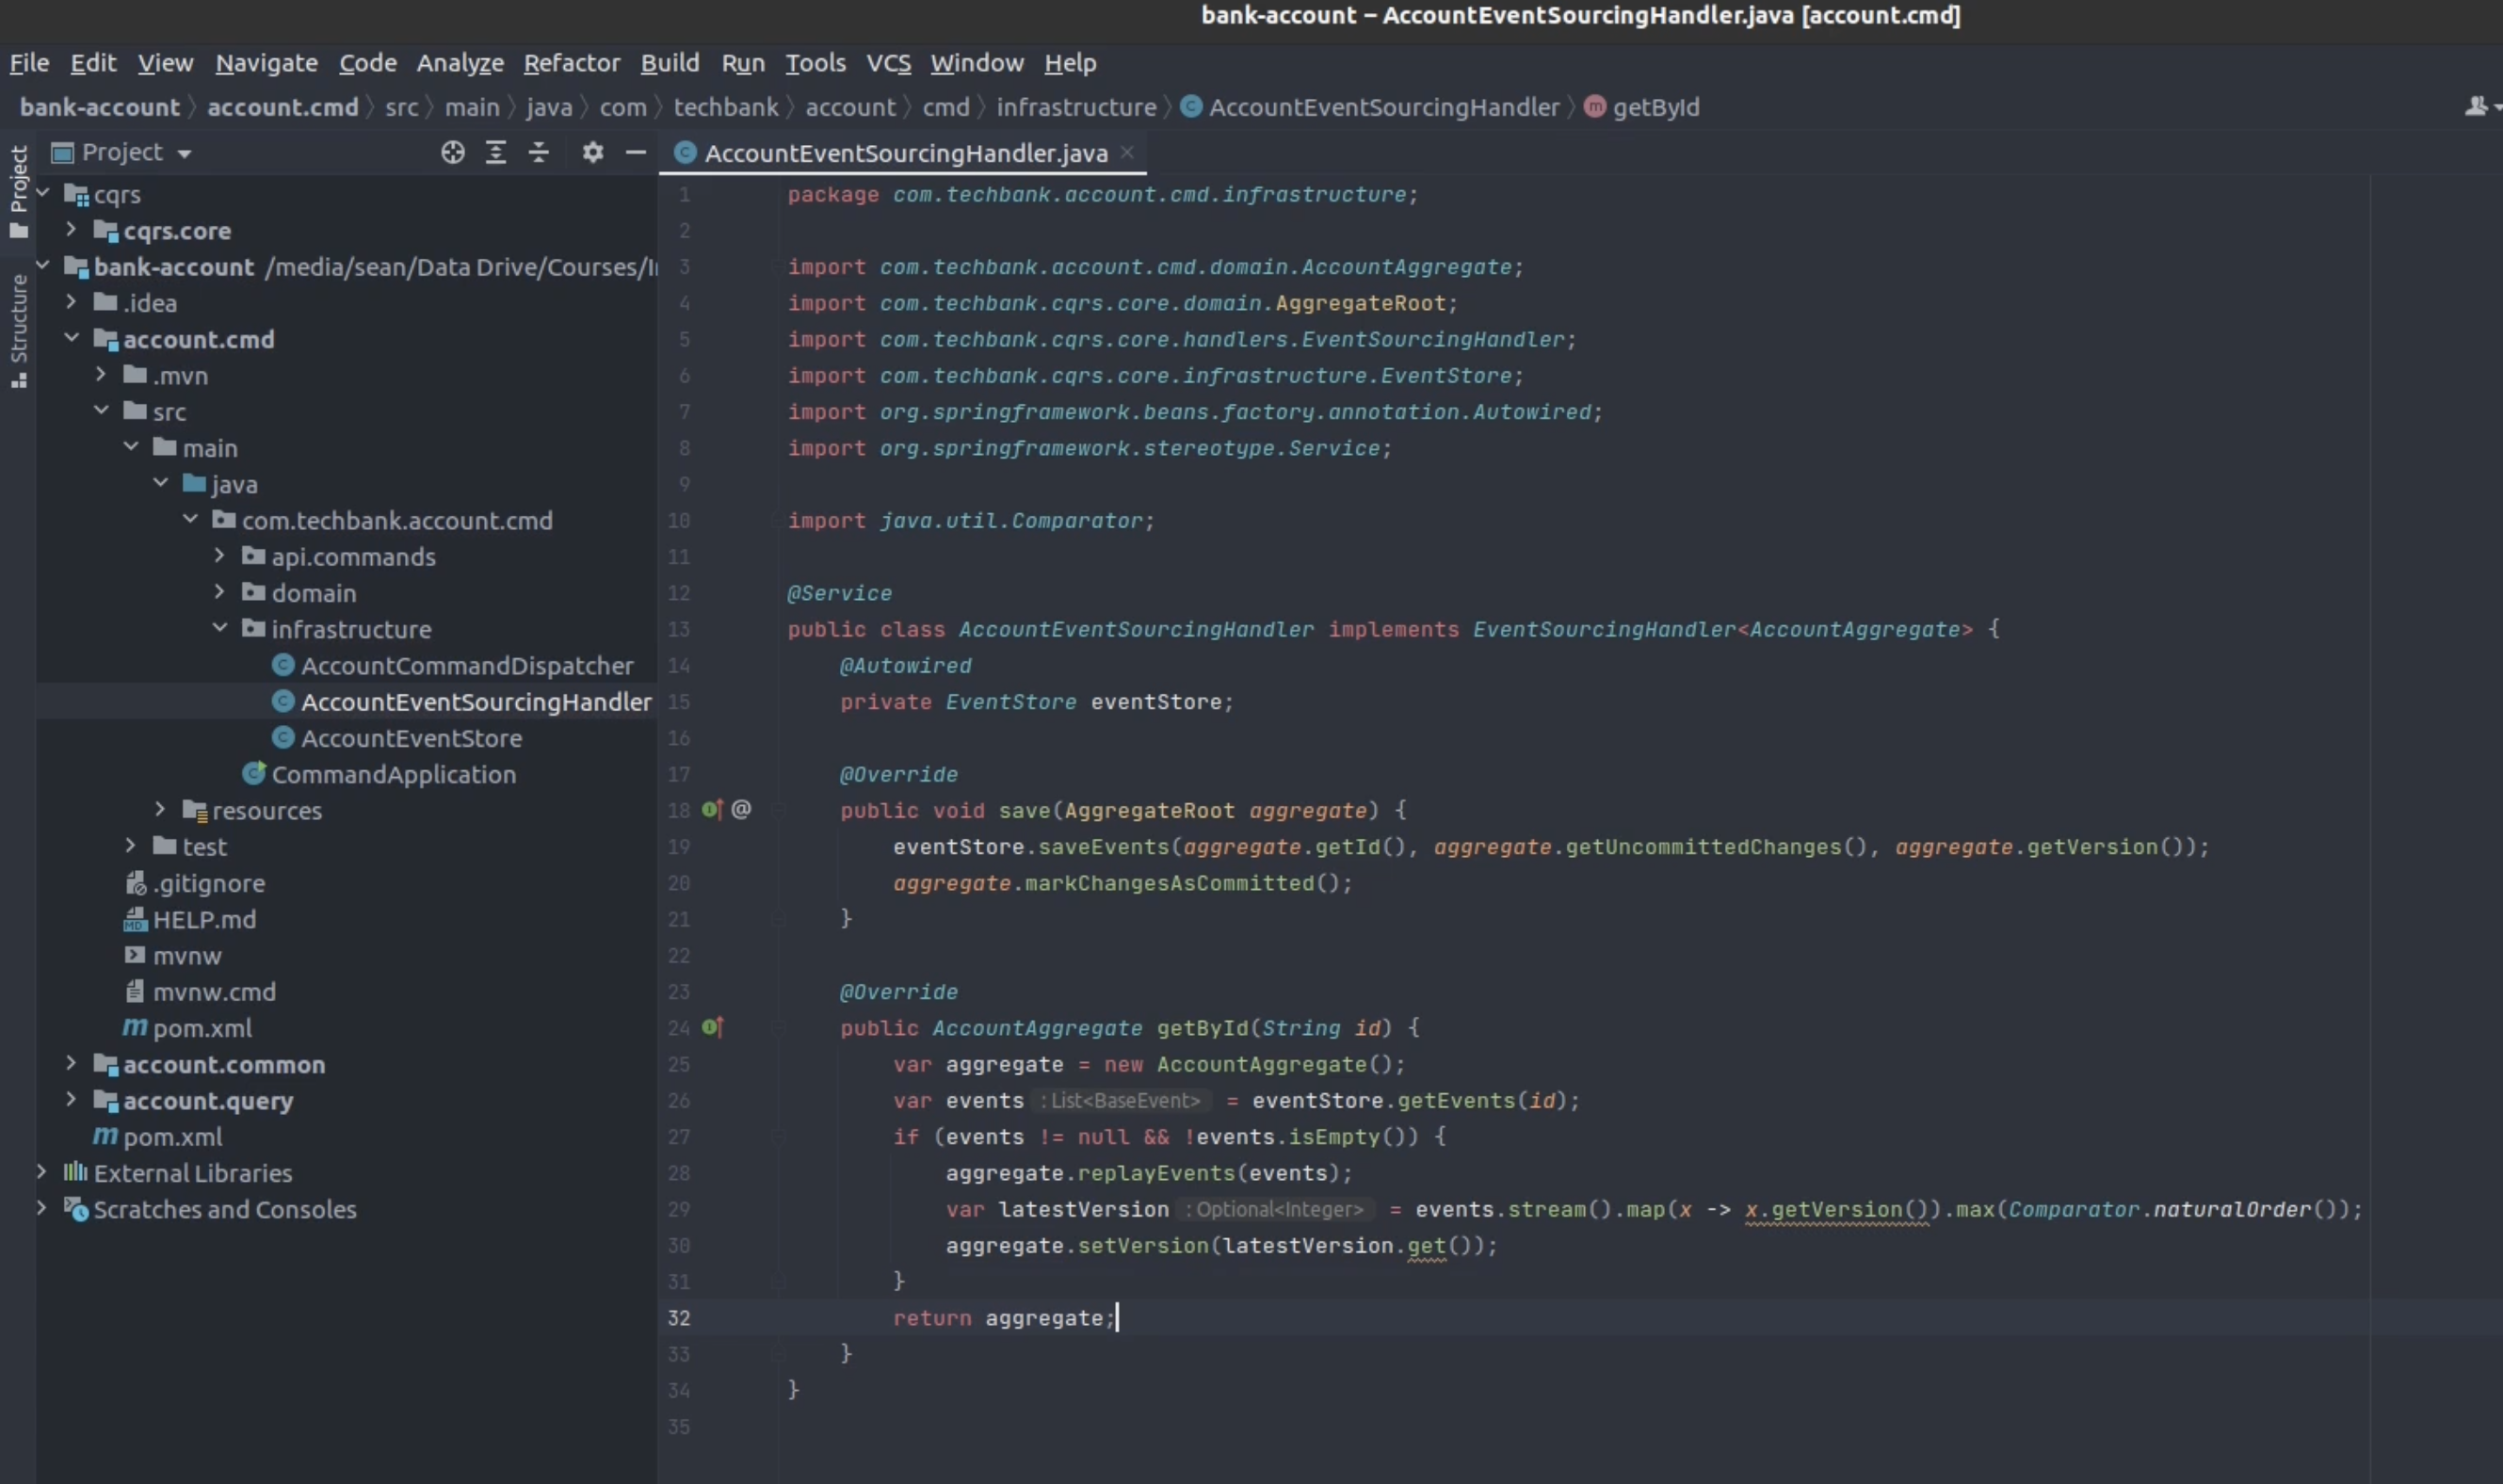 bank-account – AccountEventSourcingHandler.java [account.cmd]
File Edit View Navigate Code Analyze Refactor Build Run Tools VCS Window Help
bank-account account.cmd src main java com techbank account cmd infrastructure AccountEventSourcingHandler getById
Project
Structure
Project
cqrs
cqrs.core
bank-account /media/sean/Data Drive/Courses/
.idea
account.cmd
.mvn
src
main
java
com.techbank.account.cmd
api.commands
domain
infrastructure
AccountCommandDispatcher
AccountEventSourcingHandler
AccountEventStore
CommandApplication
resources
test
.gitignore
HELP.md
mvnw
mvnw.cmd
pom.xml
account.common
account.query
pom.xml
External Libraries
Scratches and Consoles
AccountEventSourcingHandler.java
1 package com.techbank.account.cmd.infrastructure;
2
3 import com.techbank.account.cmd.domain.AccountAggregate;
4 import com.techbank.cqrs.core.domain.AggregateRoot;
5 import com.techbank.cqrs.core.handlers.EventSourcingHandler;
6 import com.techbank.cqrs.core.infrastructure.EventStore;
7 import org.springframework.beans.factory.annotation.Autowired;
8 import org.springframework.stereotype.Service;
9
10 import java.util.Comparator;
11
12 @Service
13 public class AccountEventSourcingHandler implements EventSourcingHandler<AccountAggregate> {
14 @Autowired
15 private EventStore eventStore;
16
17 @Override
18 @ public void save(AggregateRoot aggregate) {
19 eventStore.saveEvents(aggregate.getId(), aggregate.getUncommittedChanges(), aggregate.getVersion());
20 aggregate.markChangesAsCommitted();
21 }
22
23 @Override
24 public AccountAggregate getById(String id) {
25 var aggregate = new AccountAggregate();
26 var events : List<BaseEvent> = eventStore.getEvents(id);
27 if (events != null && !events.isEmpty()) {
28 aggregate.replayEvents(events);
29 var latestVersion : Optional<Integer> = events.stream().map(x -> x.getVersion()).max(Comparator.naturalOrder());
30 aggregate.setVersion(latestVersion.get());
31 }
32 return aggregate;
33 }
34 }
35